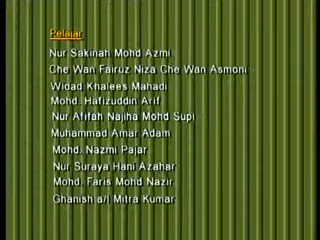 Pelajar
Nur Sakinah Mohd Azmi
Che Wan Fairuz Niza Che Wan Asmoni
Widad Khalees Mahadi
Mohd. Hafizuddin Arif
Nur Afifah Najiha Mohd Supi
Muhammad Amar Adam
Mohd. Nazmi Pajar
Nur Suraya Hani Azahar
Mohd. Faris Mohd Nazir
Ghanish a/l Mitra Kumar